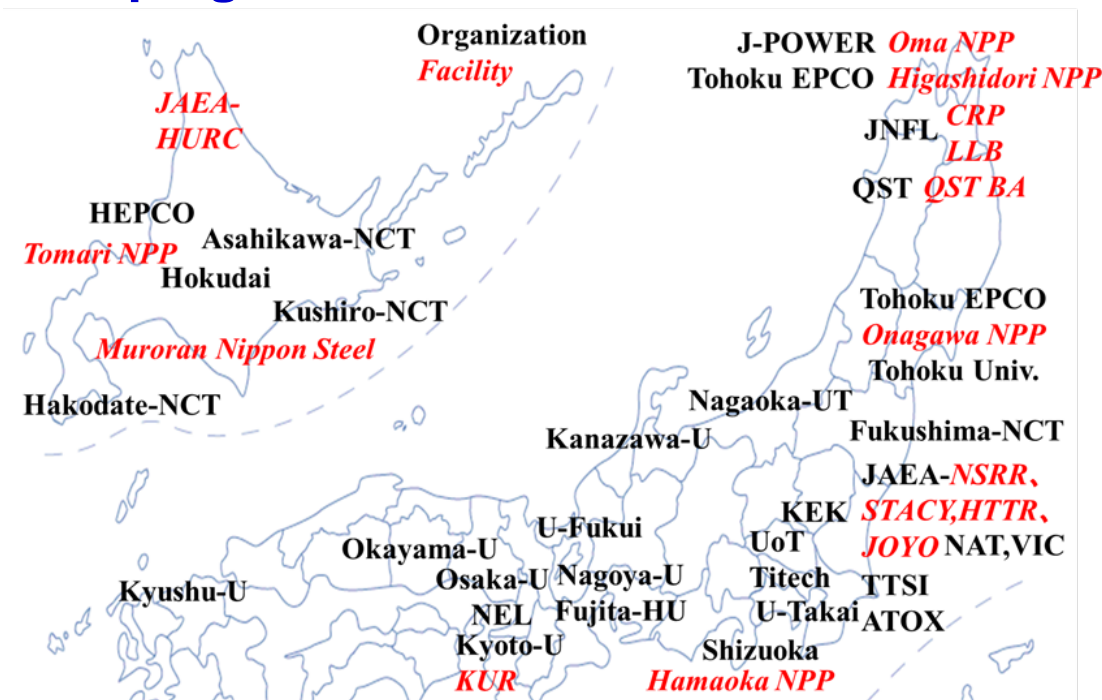 Organization
Facility
J-POWER Oma NPP
Tohoku EPCO Higashidori NPP
JNFL CRP
LLB
QST QST BA
JAEA-
HURC
HEPCO
Tomari NPP
Asahikawa-NCT
Hokudai
Kushiro-NCT
Muroran Nippon Steel
Hakodate-NCT
Tohoku EPCO
Onagawa NPP
Tohoku Univ.
Nagaoka-UT
Kanazawa-U
Fukushima-NCT
JAEA-NSRR、
KEK STACY,HTTR、
JOYO NAT,VIC
U-Fukui
UoT
Okayama-U
Osaka-U Nagoya-U
Titech
TTSI
Kyushu-U
NEL Fujita-HU
U-Takai
ATOX
Kyoto-U
Shizuoka
KUR
Hamaoka NPP